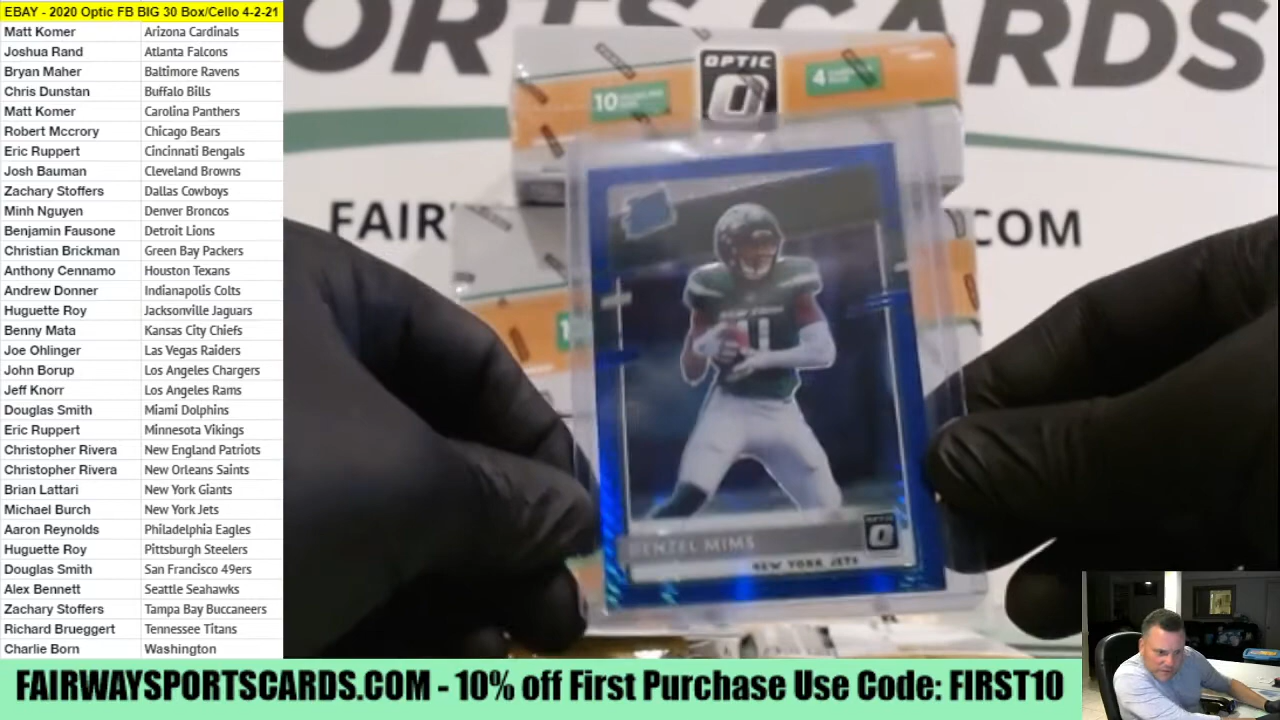 EBAY - 2020 Optic FB BIG 30 Box/Cello 4-2-21
Matt Komer Arizona Cardinals
Joshua Rand Atlanta Falcons
Bryan Maher Baltimore Ravens
Chris Dunstan Buffalo Bills
Matt Komer Carolina Panthers
Robert Mccrory Chicago Bears
Eric Ruppert Cincinnati Bengals
Josh Bauman Cleveland Browns
Zachary Stoffers Dallas Cowboys
Minh Nguyen Denver Broncos
Benjamin Fausone Detroit Lions
Christian Brickman Green Bay Packers
Anthony Cennamo Houston Texans
Andrew Donner Indianapolis Colts
Huguette Roy Jacksonville Jaguars
Benny Mata Kansas City Chiefs
Joe Ohlinger Las Vegas Raiders
John Borup Los Angeles Chargers
Jeff Knorr Los Angeles Rams
Douglas Smith Miami Dolphins
Eric Ruppert Minnesota Vikings
Christopher Rivera New England Patriots
Christopher Rivera New Orleans Saints
Brian Lattari New York Giants
Michael Burch New York Jets
Aaron Reynolds Philadelphia Eagles
Huguette Roy Pittsburgh Steelers
Douglas Smith San Francisco 49ers
Alex Bennett Seattle Seahawks
Zachary Stoffers Tampa Bay Buccaneers
Richard Brueggert Tennessee Titans
Charlie Born Washington
ORTS CARDS
OPTIC
10
4
FAIR
COM
11
DENZEL MIMS
NEW YORK JETS
OPTIC
FAIRWAYSPORTSCARDS.COM - 10% off First Purchase Use Code: FIRST10